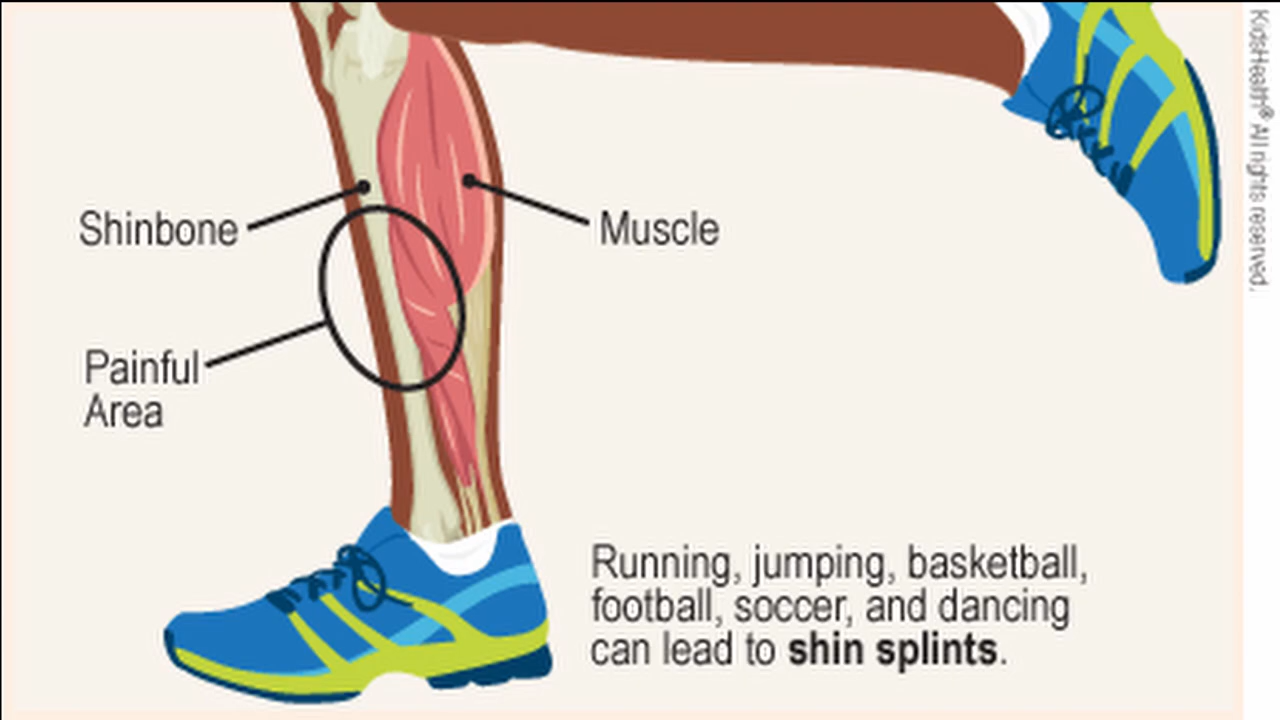 Shinbone
Muscle
Painful
Area
Running, jumping, basketball,
football, soccer, and dancing
can lead to shin splints.
KidsHealth® All rights reserved.